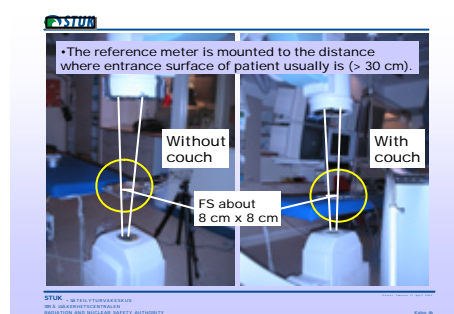 STUK
•The reference meter is mounted to the distance
where entrance surface of patient usually is (> 30 cm).
Without
couch
With
couch
FS about
8 cm x 8 cm
STUK • SÄTEILYTURVAKESKUS
STRÅLSÄKERHETSCENTRALEN
RADIATION AND NUCLEAR SAFETY AUTHORITY